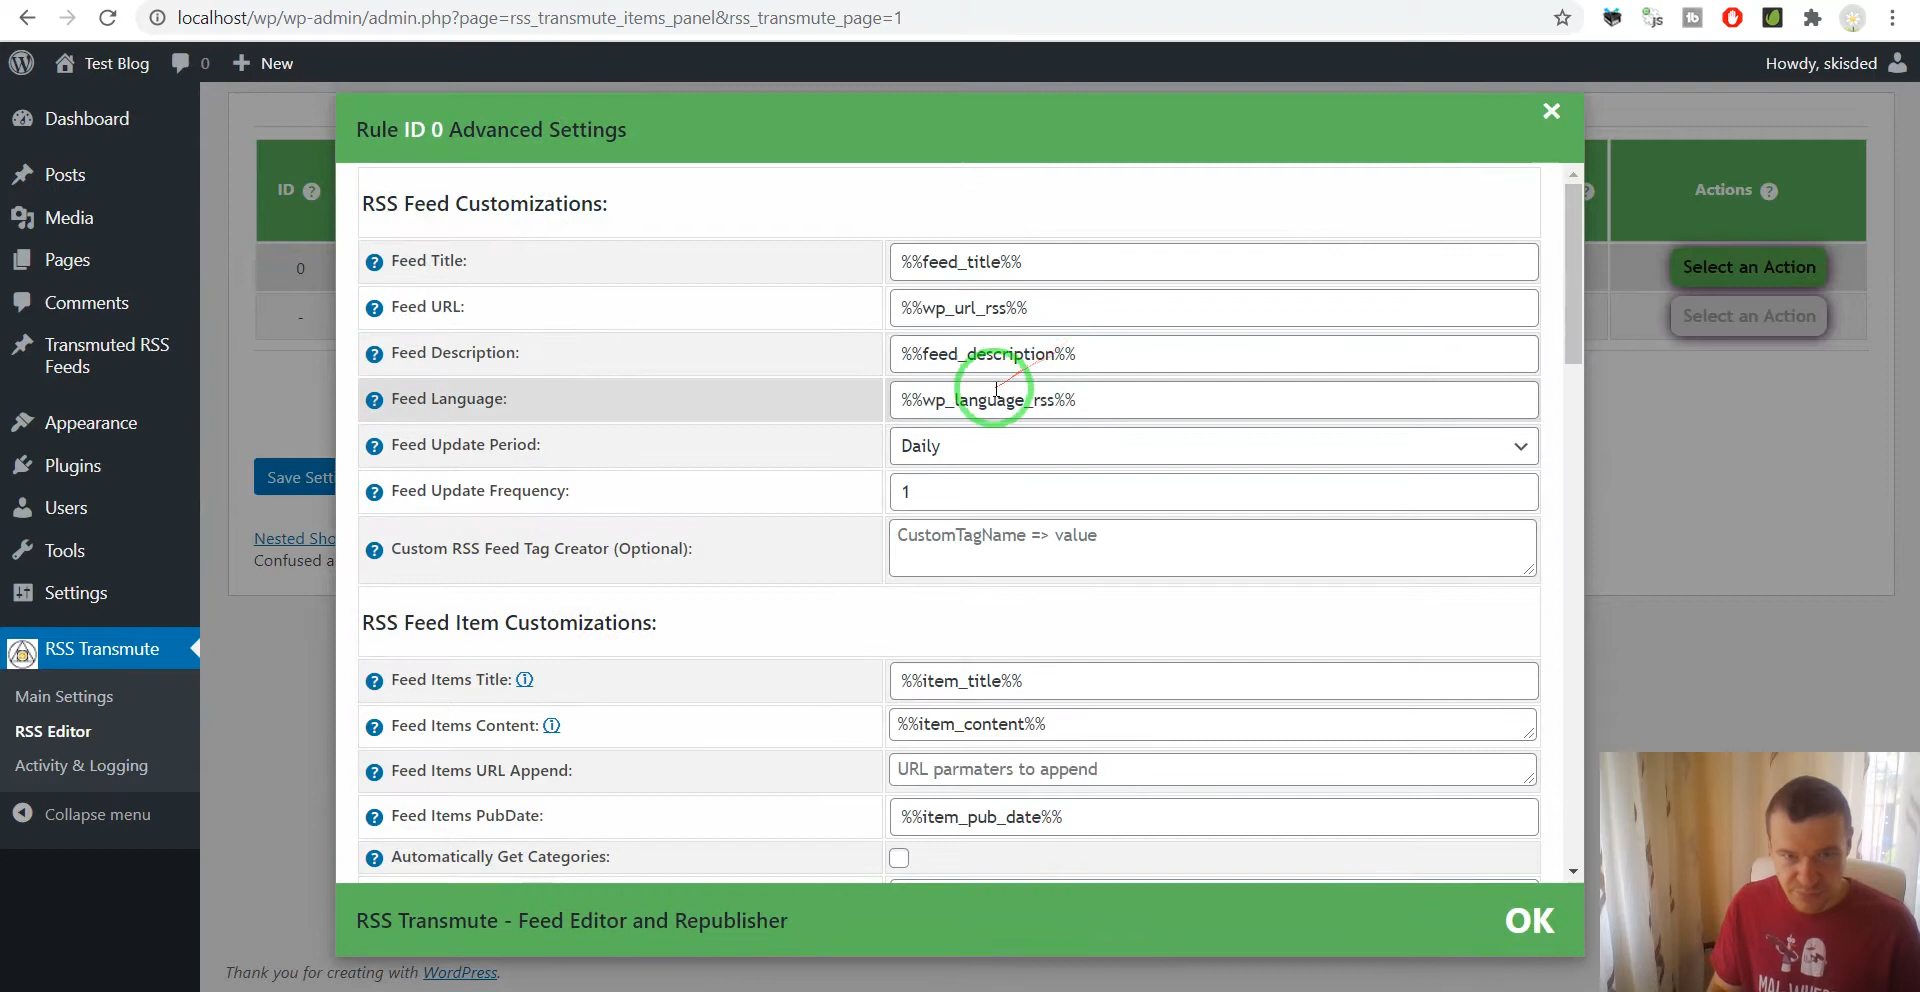 localhost/wp/wp-admin/admin.php?page=rss_transmute_items_panel&rss_transmute_page=1
Test Blog 0 New Howdy, skisded
Dashboard
Posts
Media
Pages
Comments
Transmuted RSS
Feeds
Appearance
Plugins
Users
Tools
Settings
RSS Transmute
Main Settings
RSS Editor
Activity & Logging
Collapse menu
ID
0
-
Save Sett
Nested Sho
Confused a
Rule ID 0 Advanced Settings
RSS Feed Customizations:
Feed Title: %%feed_title%%
Feed URL: %%wp_url_rss%%
Feed Description: %%feed_description%%
Feed Language: %%wp_language_rss%%
Feed Update Period: Daily
Feed Update Frequency: 1
Custom RSS Feed Tag Creator (Optional): CustomTagName => value
RSS Feed Item Customizations:
Feed Items Title: %%item_title%%
Feed Items Content: %%item_content%%
Feed Items URL Append: URL parmaters to append
Feed Items PubDate: %%item_pub_date%%
Automatically Get Categories:
RSS Transmute - Feed Editor and Republisher OK
Actions
Select an Action
Select an Action
Thank you for creating with WordPress.